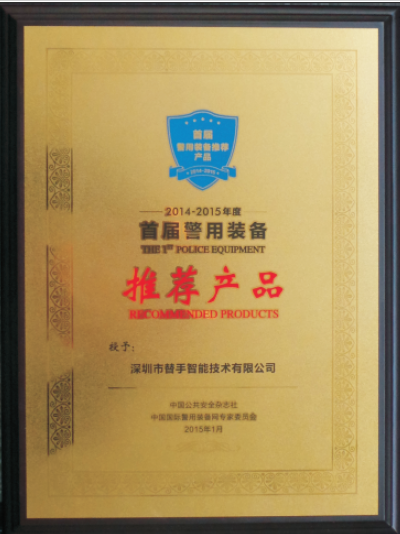 首届
警用装备推荐
产品
2014-2015
2014-2015年度
首届警用装备
THE 1ST POLICE EQUIPMENT
推荐产品
RECOMMENDED PRODUCTS
授予：
深圳市替手智能技术有限公司
中国公共安全杂志社
中国国际警用装备网专家委员会
2015年1月